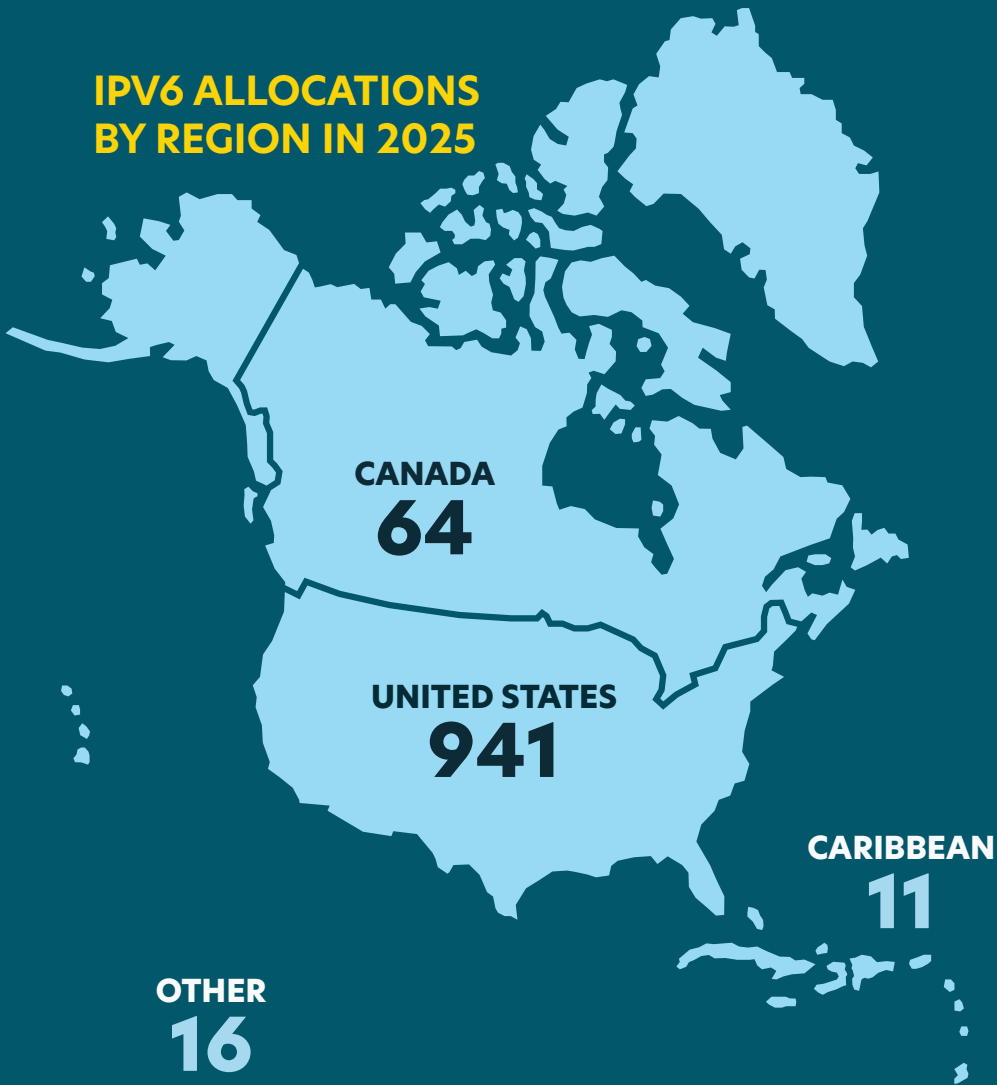 IPV6 ALLOCATIONS
BY REGION IN 2025
CANADA
64
UNITED STATES
941
CARIBBEAN
11
OTHER
16